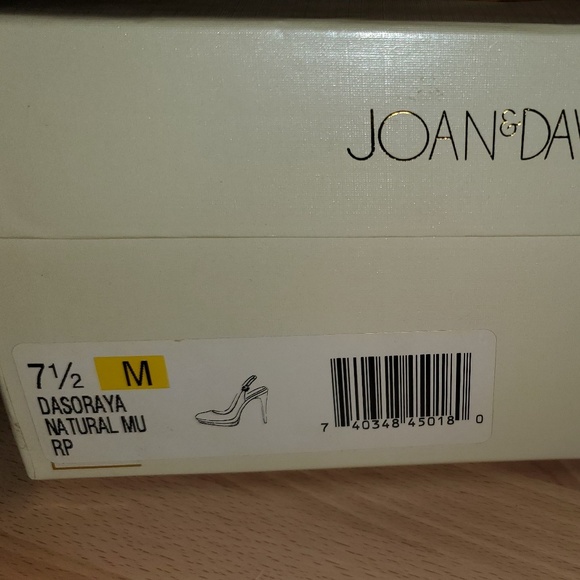 JOAN & DAV
7½ M
DASORAYA
NATURAL MU
RP
7 40348 45018 0